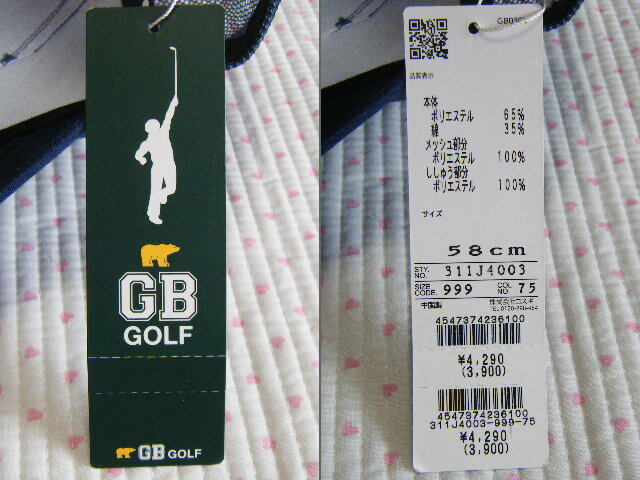 GB
GOLF
GB GOLF
品質表示
本体
ポリエステル 65%
綿 35%
メッシュ部分
ポリエステル 100%
ししゅう部分
ポリエステル 100%
サイズ
58cm
STY. NO. 311J4003
SIZE CODE. 999 COL. NO 75
中国製
4547374236100
¥4,290
(3,900)
4547374236100
311J4003-999-75
¥4,290
(3,900)